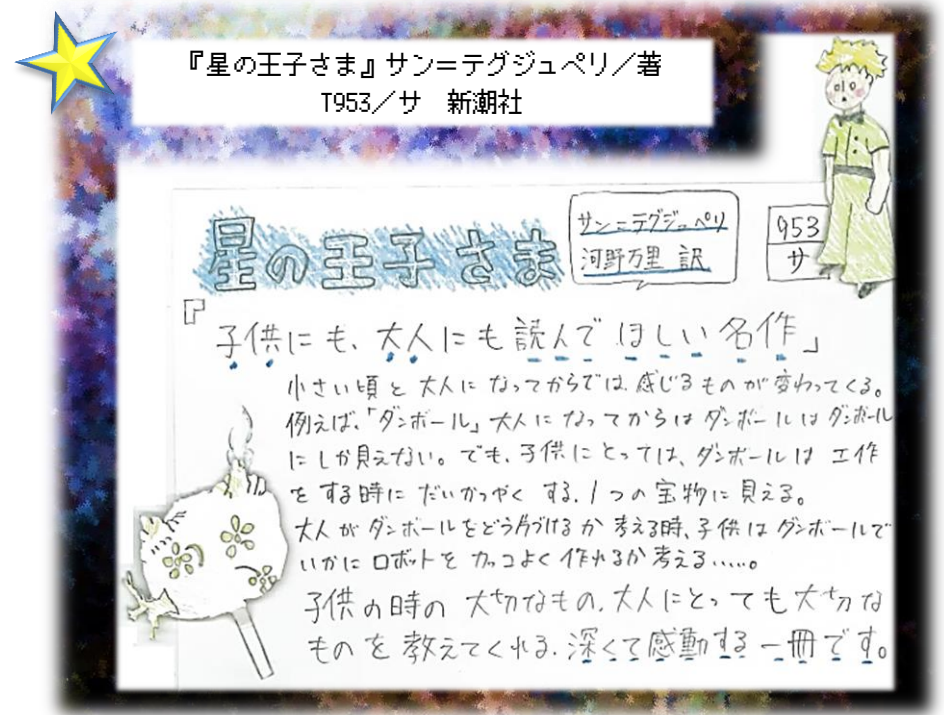 『星の王子さま』サン＝テグジュペリ／著
T953／サ　新潮社
星の王子さま
サン＝テグジュペリ
河野万里 訳
953
サ
『子供にも、大人にも読んでほしい名作」
小さい頃と大人になってからでは、感じるものが変わってくる。
例えば、「ダンボール」大人になってからはダンボールはダンボール
にしか見えない。でも、子供にとっては、ダンボールは工作
をする時にだいかつやくする、1つの宝物に見える。
大人がダンボールをどう片づけるか考える時、子供はダンボールで
いかにロボットをカッコよく作れるか考える……。
子供の時の大切なもの、大人にとっても大切な
ものを教えてくれる、深くて感動する一冊です。